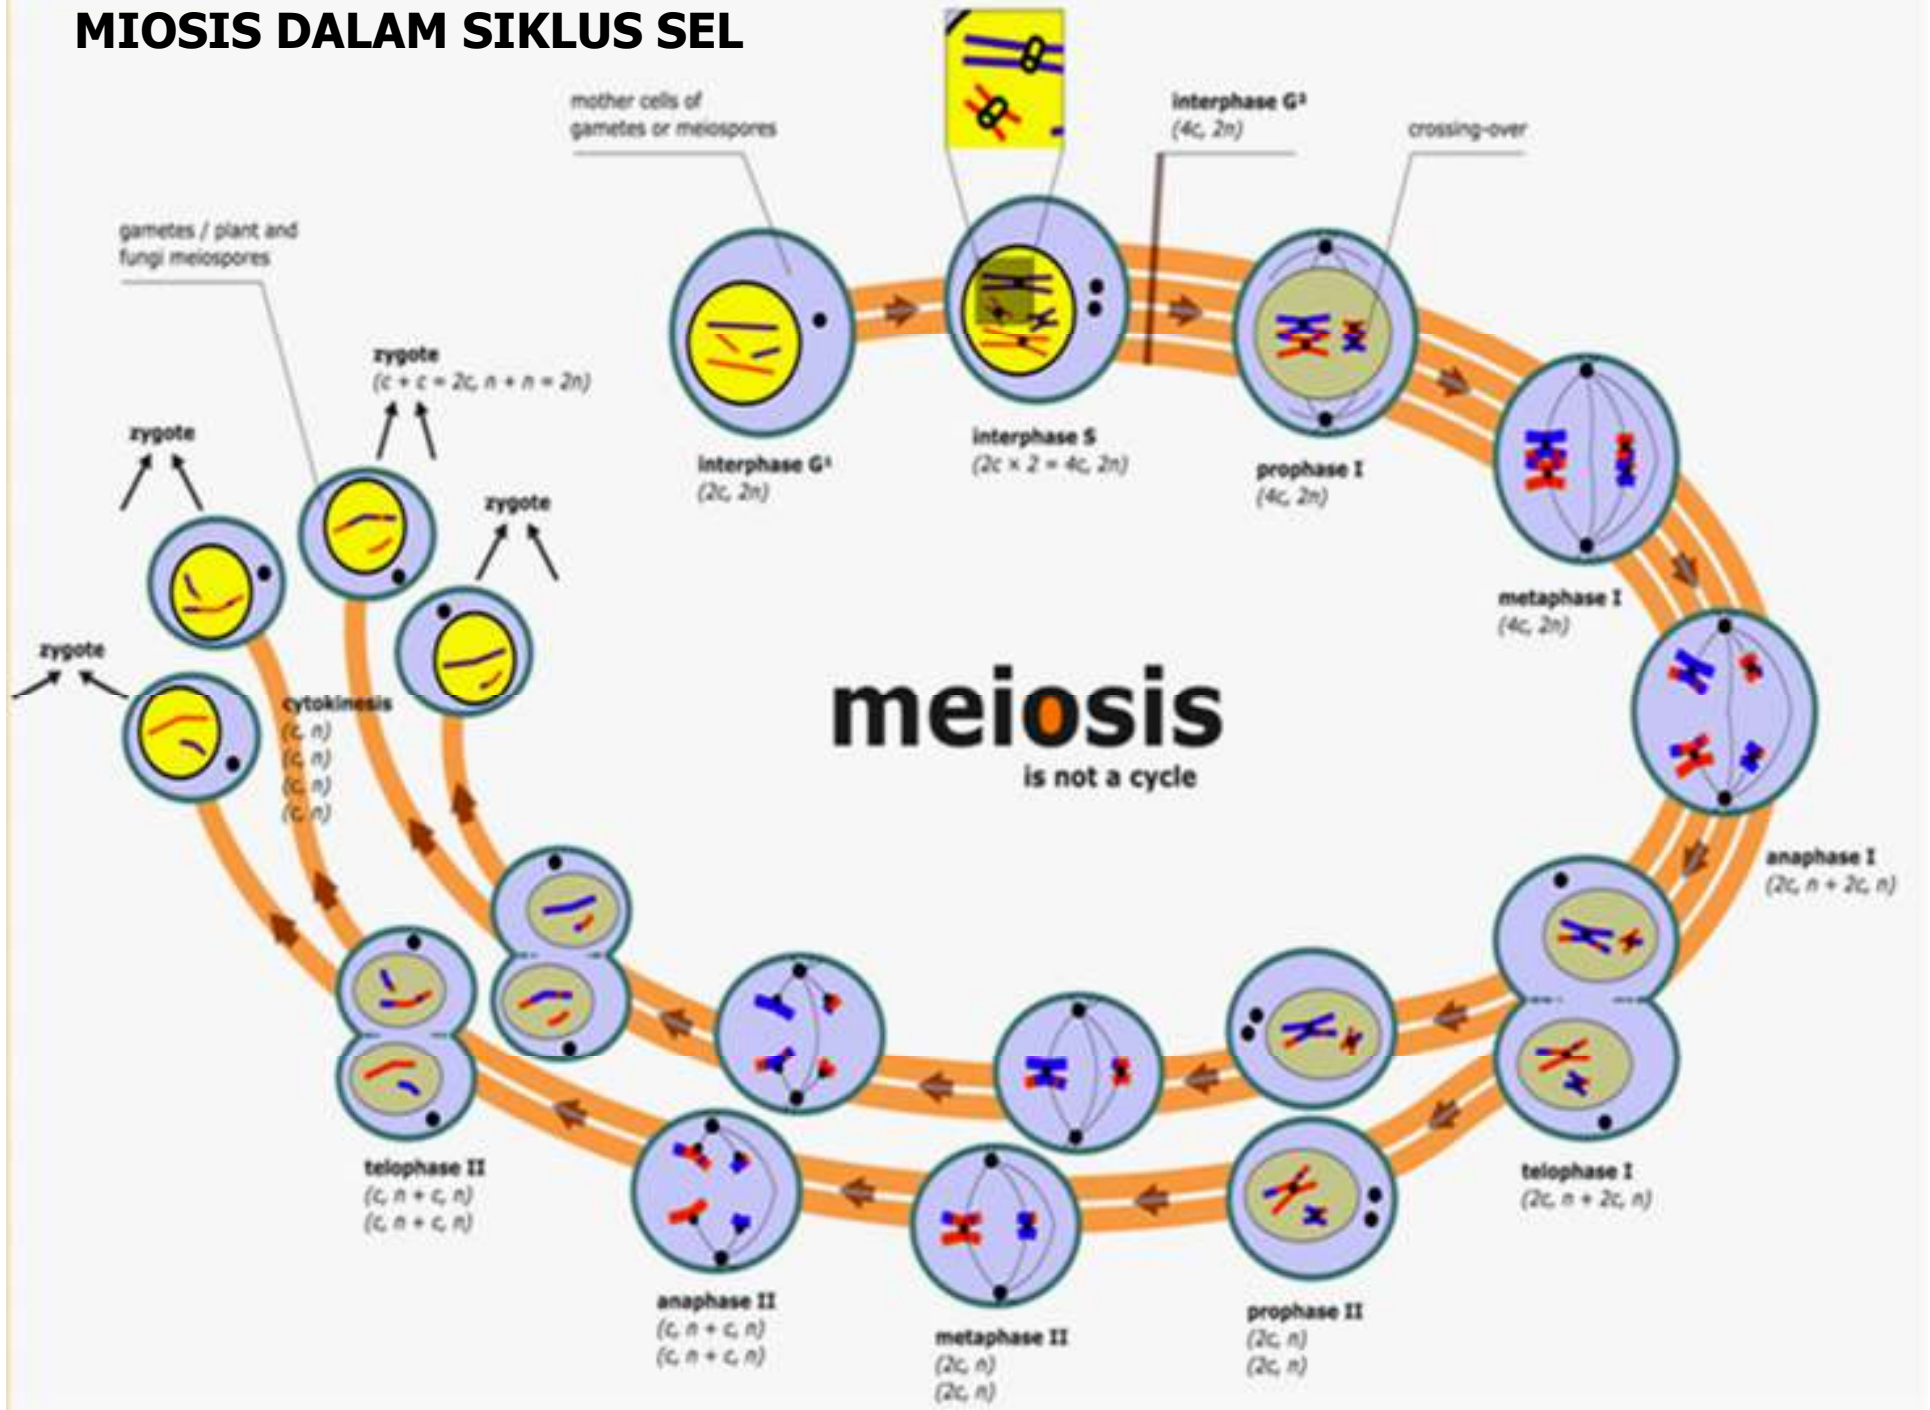 MIOSIS DALAM SIKLUS SEL
mother cells of
gametes or meiospores
interphase G²
(4c, 2n)
crossing-over
gametes / plant and
fungi meiospores
zygote
(c + c = 2c, n + n = 2n)
zygote
zygote
zygote
interphase G¹
(2c, 2n)
interphase S
(2c × 2 = 4c, 2n)
prophase I
(4c, 2n)
metaphase I
(4c, 2n)
anaphase I
(2c, n + 2c, n)
telophase I
(2c, n + 2c, n)
prophase II
(2c, n)
(2c, n)
metaphase II
(2c, n)
(2c, n)
anaphase II
(c, n + c, n)
(c, n + c, n)
telophase II
(c, n + c, n)
(c, n + c, n)
cytokinesis
(c, n)
(c, n)
(c, n)
(c, n)
meiosis
is not a cycle